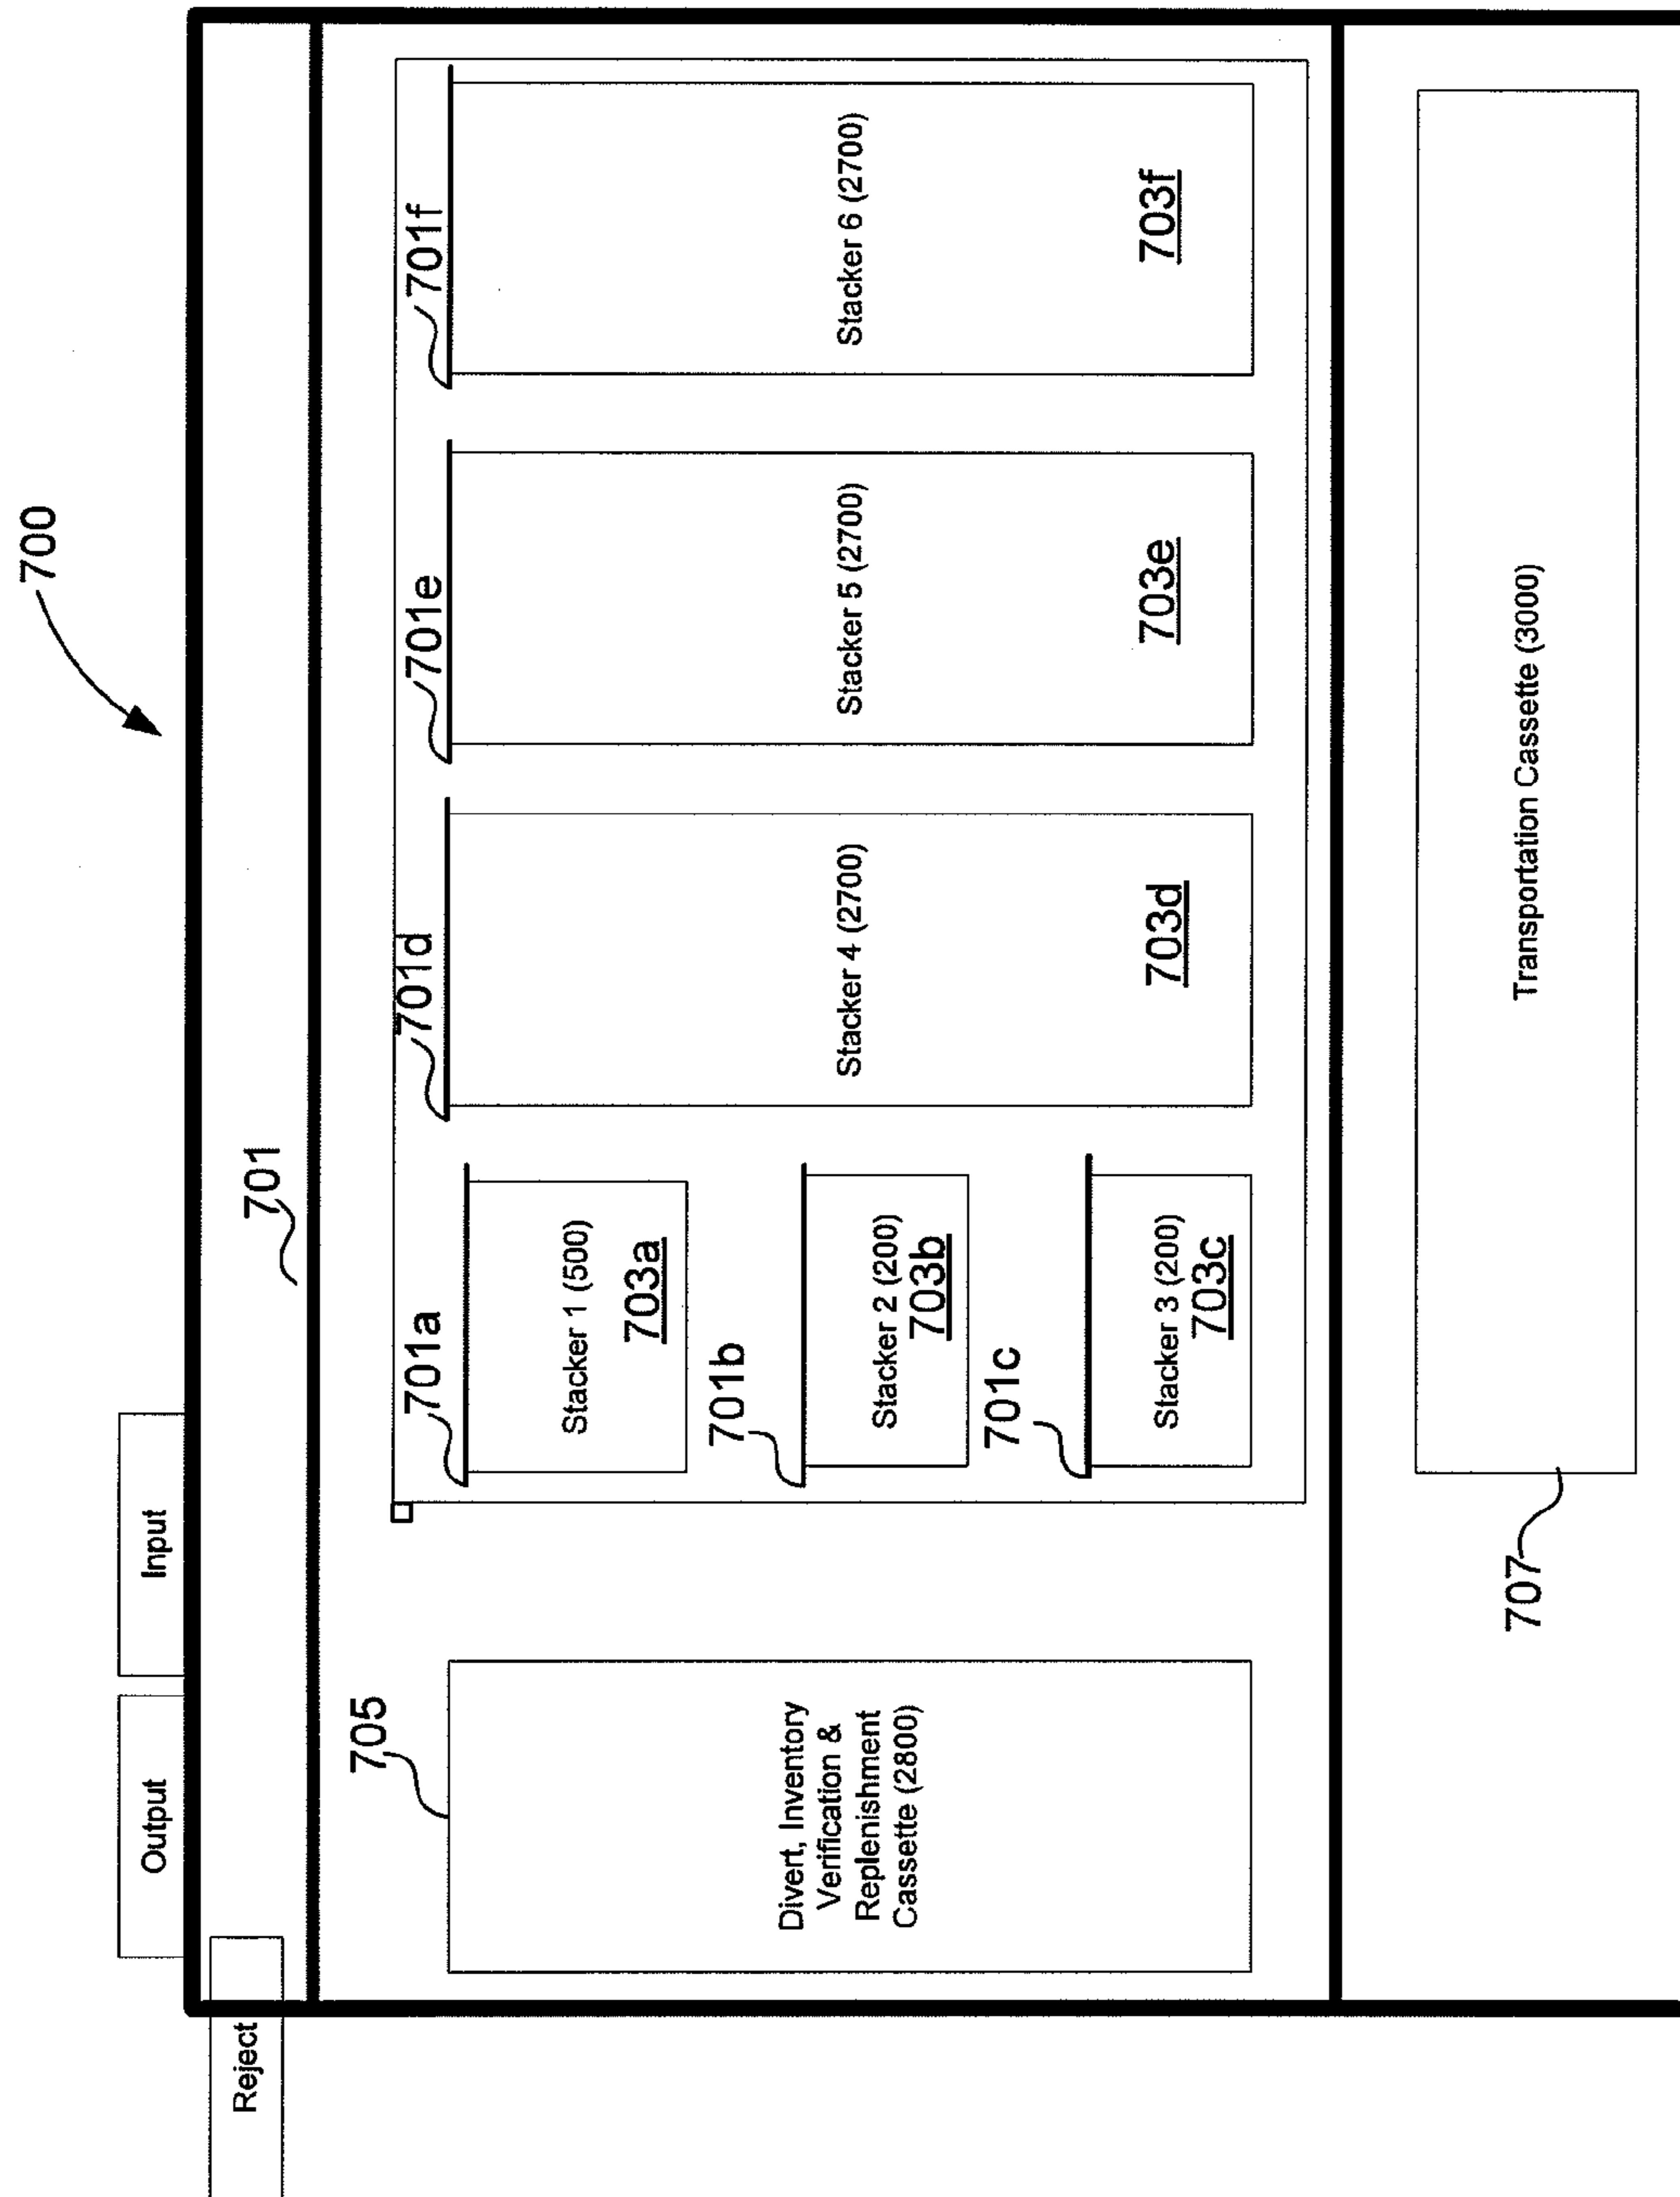 700
Reject
Output
Input
701
705
Divert, Inventory
Verification &
Replenishment
Cassette (2800)
701a
Stacker 1 (500)
703a
701b
Stacker 2 (200)
703b
701c
Stacker 3 (200)
703c
701d
Stacker 4 (2700)
703d
701e
Stacker 5 (2700)
703e
701f
Stacker 6 (2700)
703f
707
Transportation Cassette (3000)